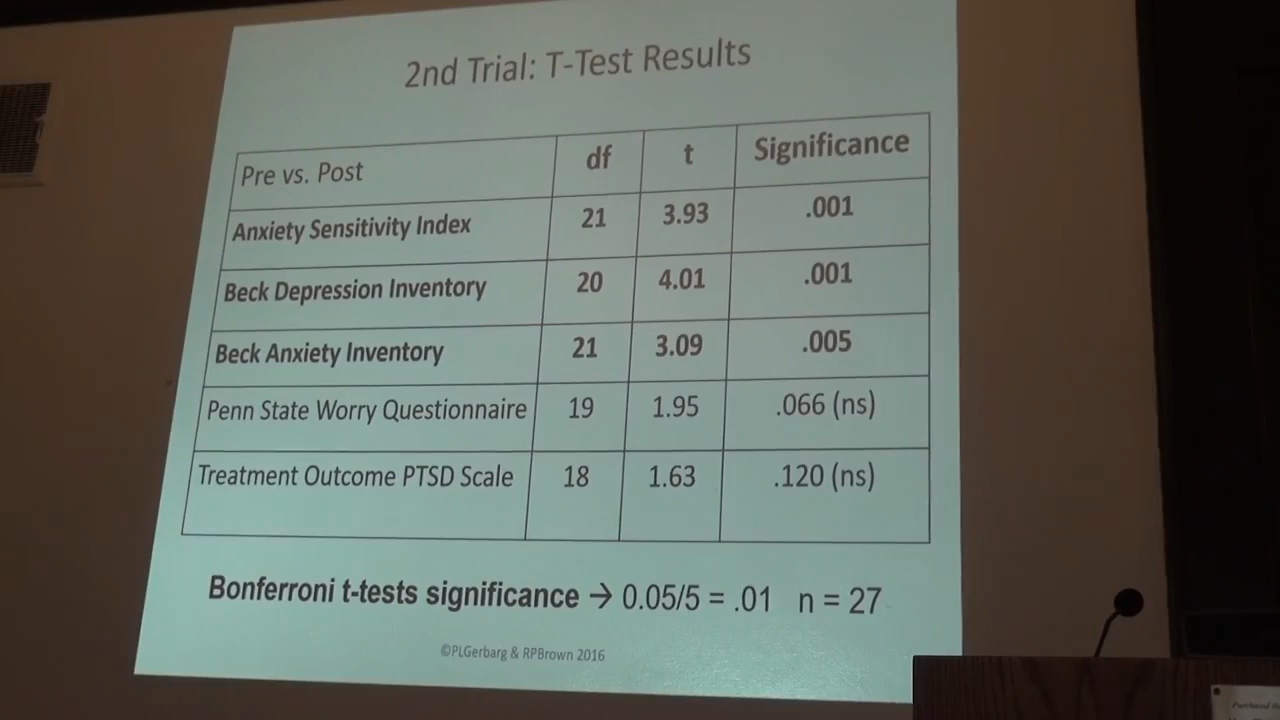 2nd Trial: T-Test Results
Pre vs. Post df t Significance
Anxiety Sensitivity Index 21 3.93 .001
Beck Depression Inventory 20 4.01 .001
Beck Anxiety Inventory 21 3.09 .005
Penn State Worry Questionnaire 19 1.95 .066 (ns)
Treatment Outcome PTSD Scale 18 1.63 .120 (ns)
Bonferroni t-tests significance → 0.05/5 = .01 n = 27
©PLGerbarg & RPBrown 2016
Purchased